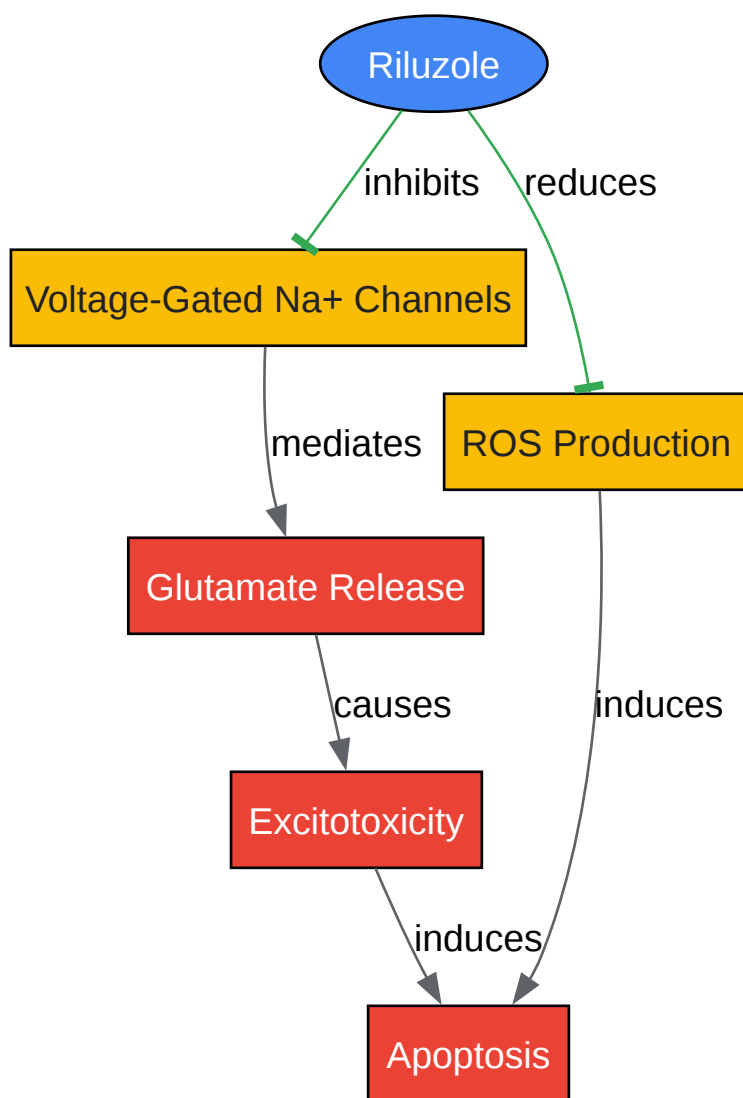 Riluzole
inhibits
reduces
Voltage-Gated Na+ Channels
mediates
ROS Production
Glutamate Release
causes
induces
Excitotoxicity
induces
Apoptosis